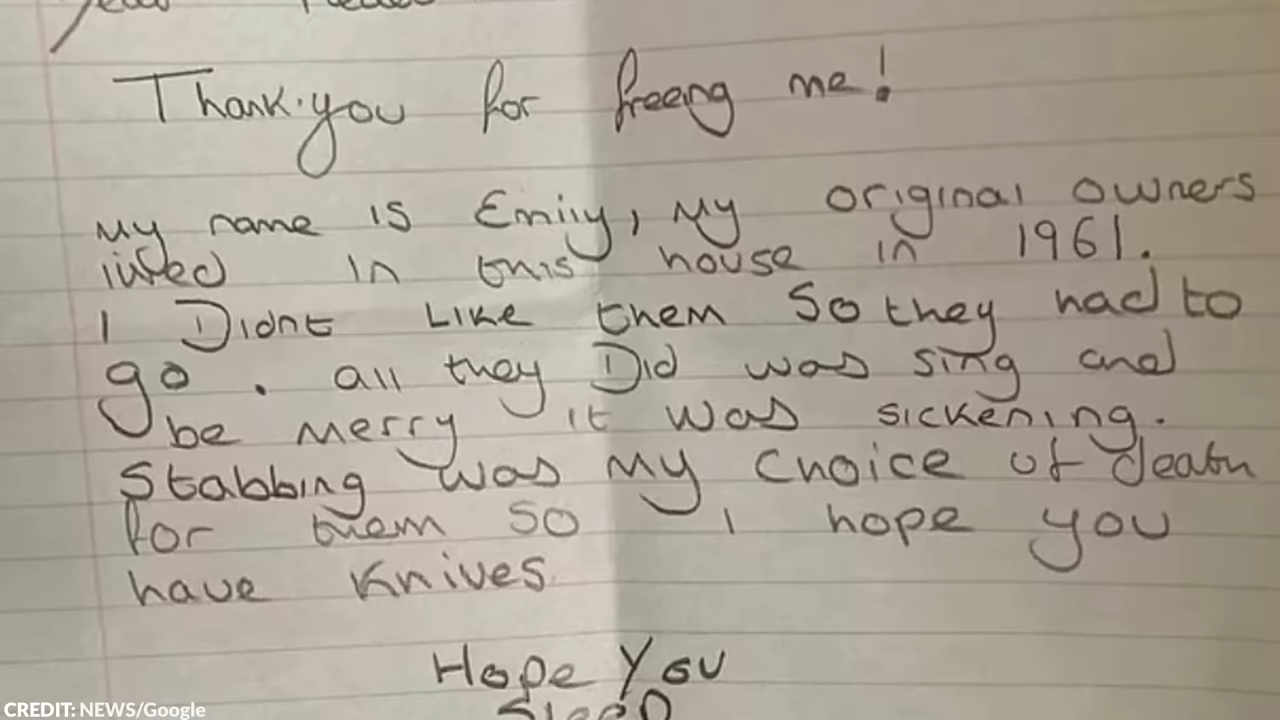 Thank.you for freeing me!
My name is Emily, My original owners
lived in this house in 1961.
I Didnt Like them So they had to
go. all they Did was sing and
be merry it was sickening.
Stabbing was My Choice of death
for them So I hope you
have Knives.
Hope You
Sleep
CREDIT: NEWS/Google